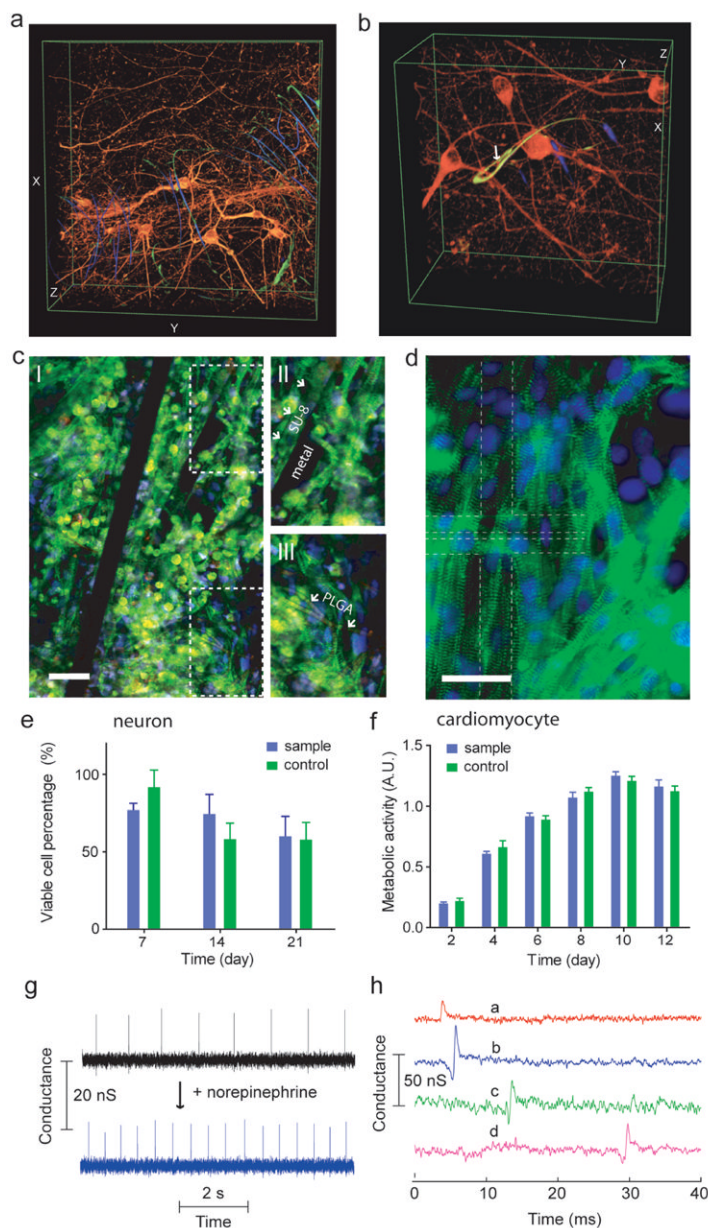 a
X
Z
Y
b
Z
Y
X
c
I
II
SU-8
metal
III
PLGA
d
e
neuron
Viable cell percentage (%)
100
50
0
sample
control
7
14
21
Time (day)
f
cardiomyocyte
Metabolic activity (A.U.)
1.5
1.0
0.5
0.0
sample
control
2
4
6
8
10
12
Time (day)
g
Conductance
20 nS
+ norepinephrine
2 s
Time
h
Conductance
50 nS
a
b
c
d
0
10
20
30
40
Time (ms)